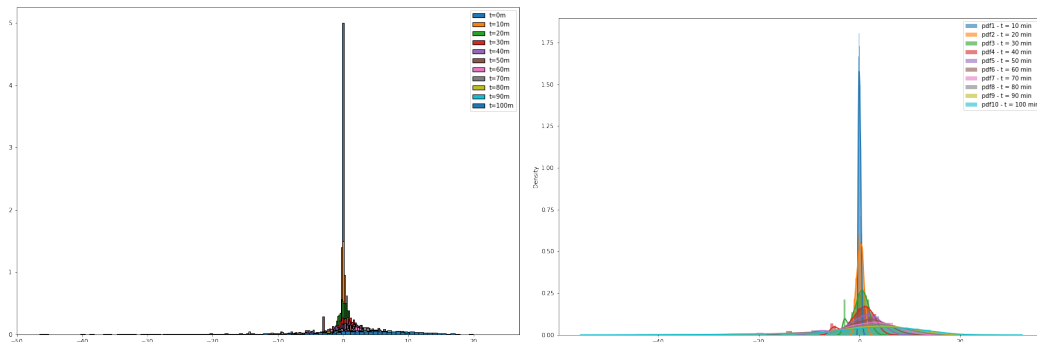 5
4
3
2
1
0
−50
−40
−30
−20
−10
0
10
20
t=0m
t=10m
t=20m
t=30m
t=40m
t=50m
t=60m
t=70m
t=80m
t=90m
t=100m
Density
1.75
1.50
1.25
1.00
0.75
0.50
0.25
0.00
−40
−20
0
20
pdf1 - t = 10 min
pdf2 - t = 20 min
pdf3 - t = 30 min
pdf4 - t = 40 min
pdf5 - t = 50 min
pdf6 - t = 60 min
pdf7 - t = 70 min
pdf8 - t = 80 min
pdf9 - t = 90 min
pdf10 - t = 100 min